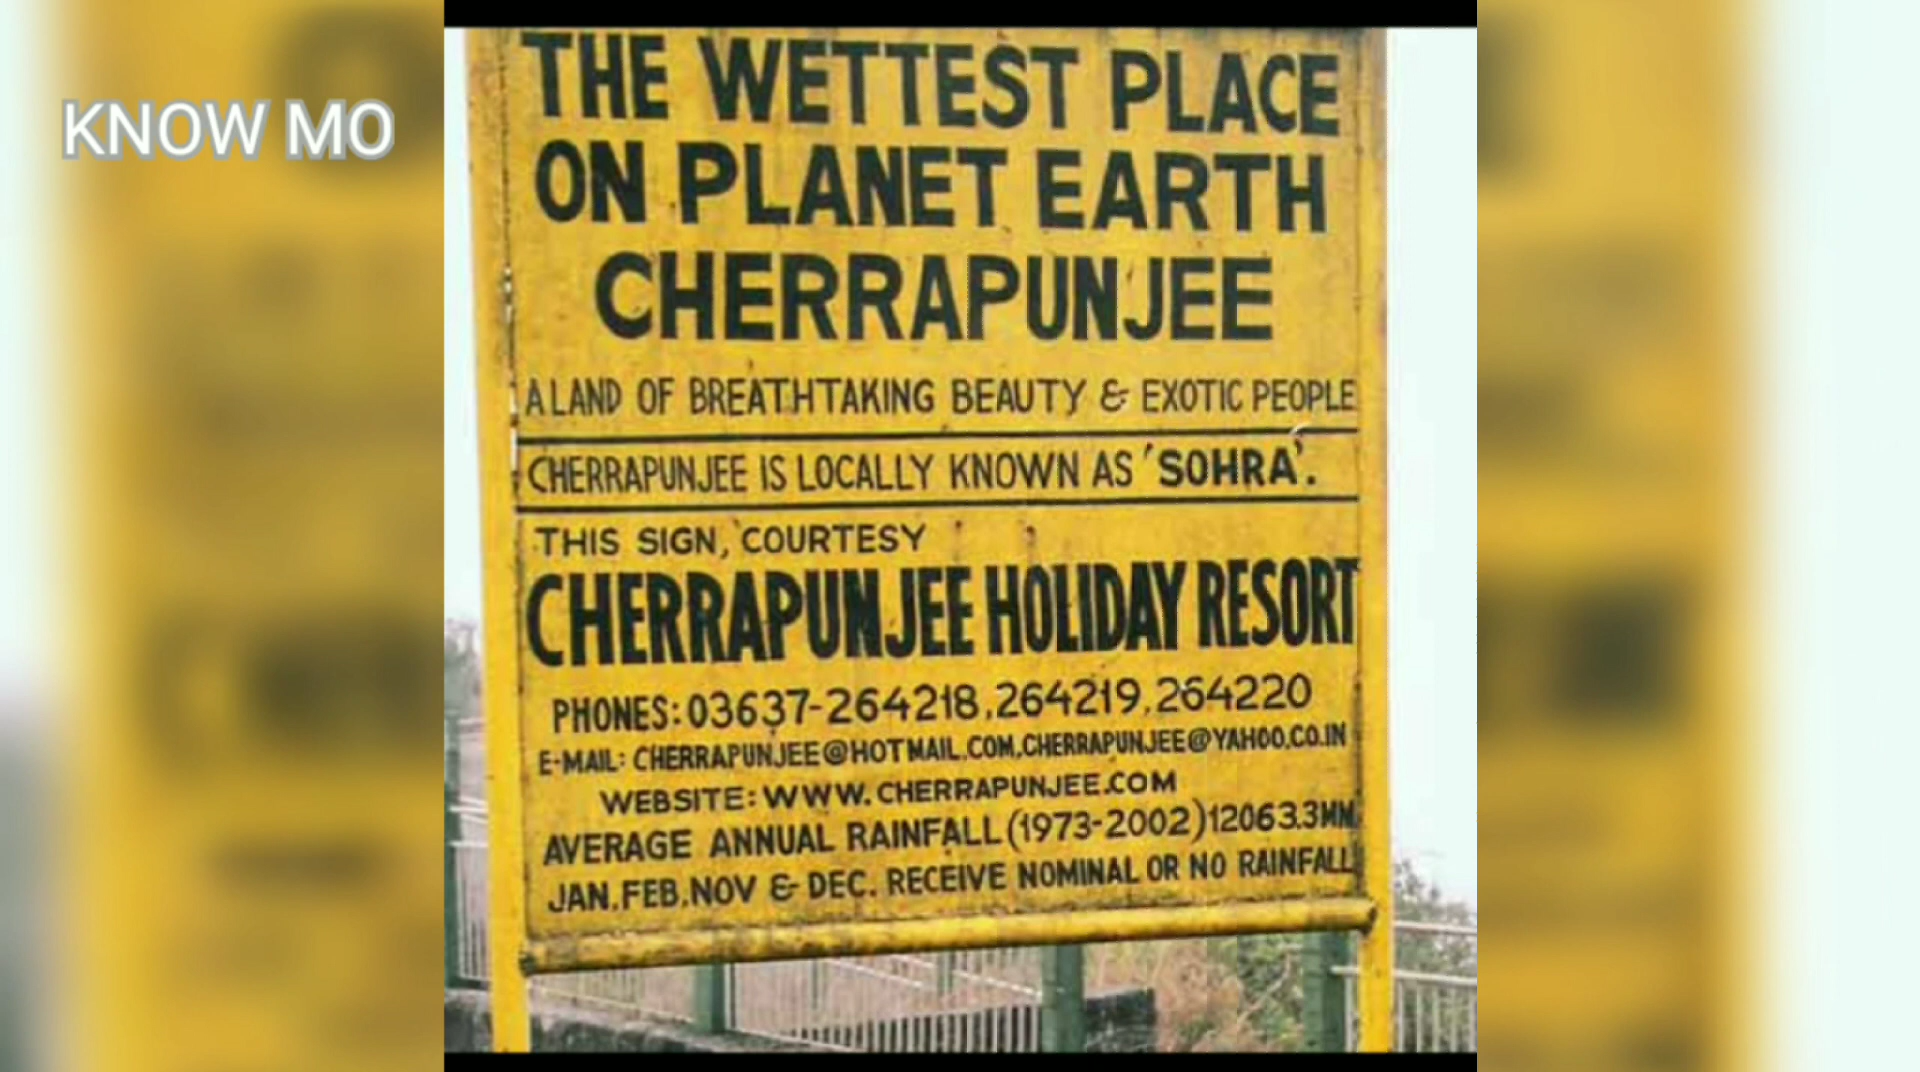 KNOW MO
THE WETTEST PLACE
ON PLANET EARTH
CHERRAPUNJEE
A LAND OF BREATHTAKING BEAUTY & EXOTIC PEOPLE
CHERRAPUNJEE IS LOCALLY KNOWN AS 'SOHRA'.
THIS SIGN, COURTESY
CHERRAPUNJEE HOLIDAY RESORT
PHONES: 03637-264218, 264219, 264220
E-MAIL: CHERRAPUNJEE@HOTMAIL.COM, CHERRAPUNJEE@YAHOO.CO.IN
WEBSITE: WWW.CHERRAPUNJEE.COM
AVERAGE ANNUAL RAINFALL (1973-2002) 12063.3MM
JAN. FEB. NOV & DEC. RECEIVE NOMINAL OR NO RAINFALL